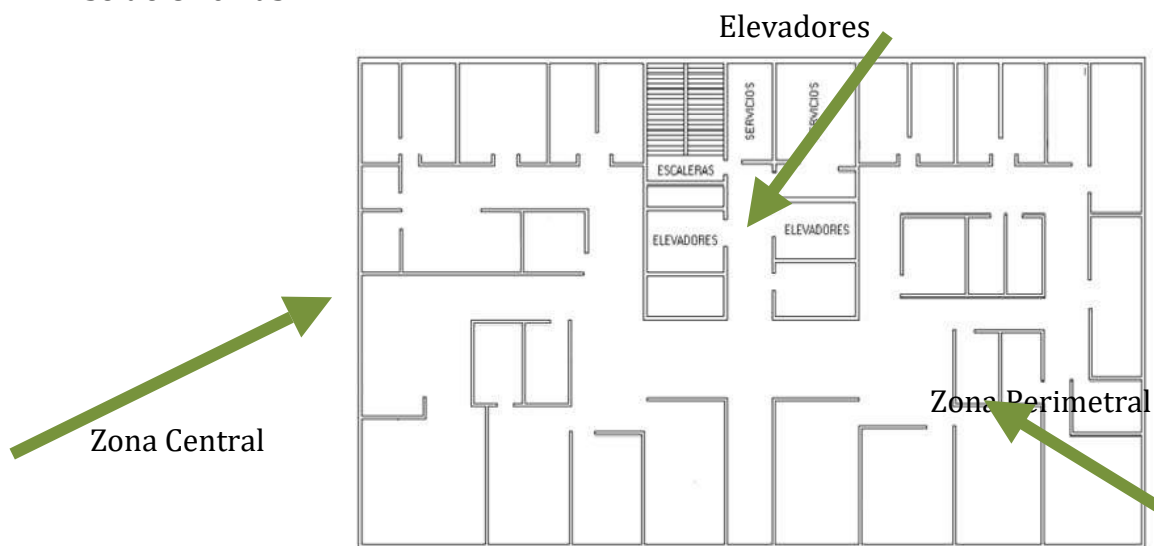 Elevadores
SERVICIOS
SERVICIOS
ESCALERAS
ELEVADORES
ELEVADORES
Zona Perimetral
Zona Central